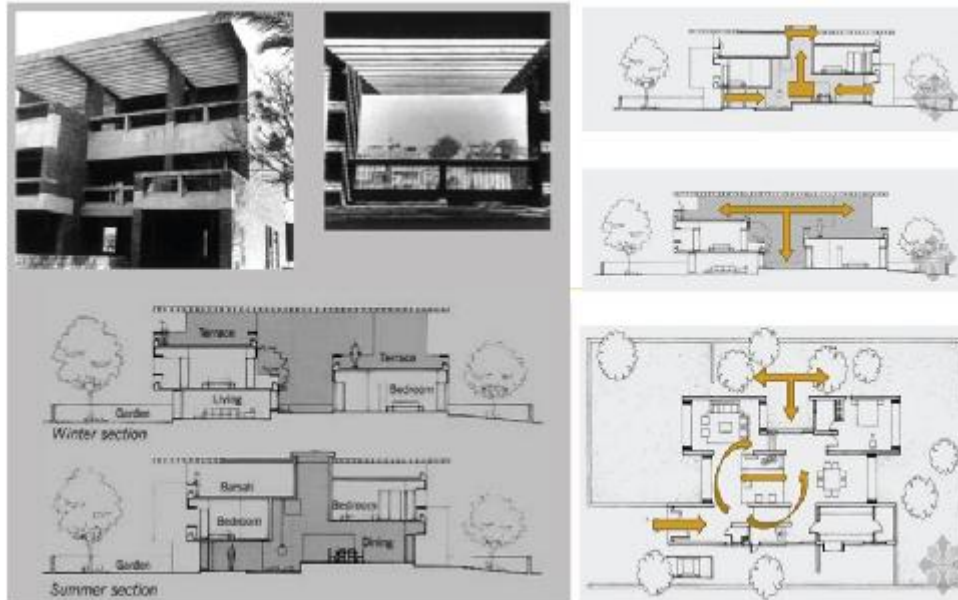 Terrace
Terrace
Bedroom
Living
Garden
Winter section
Barsati
Bedroom
Bedroom
Dining
Garden
Summer section